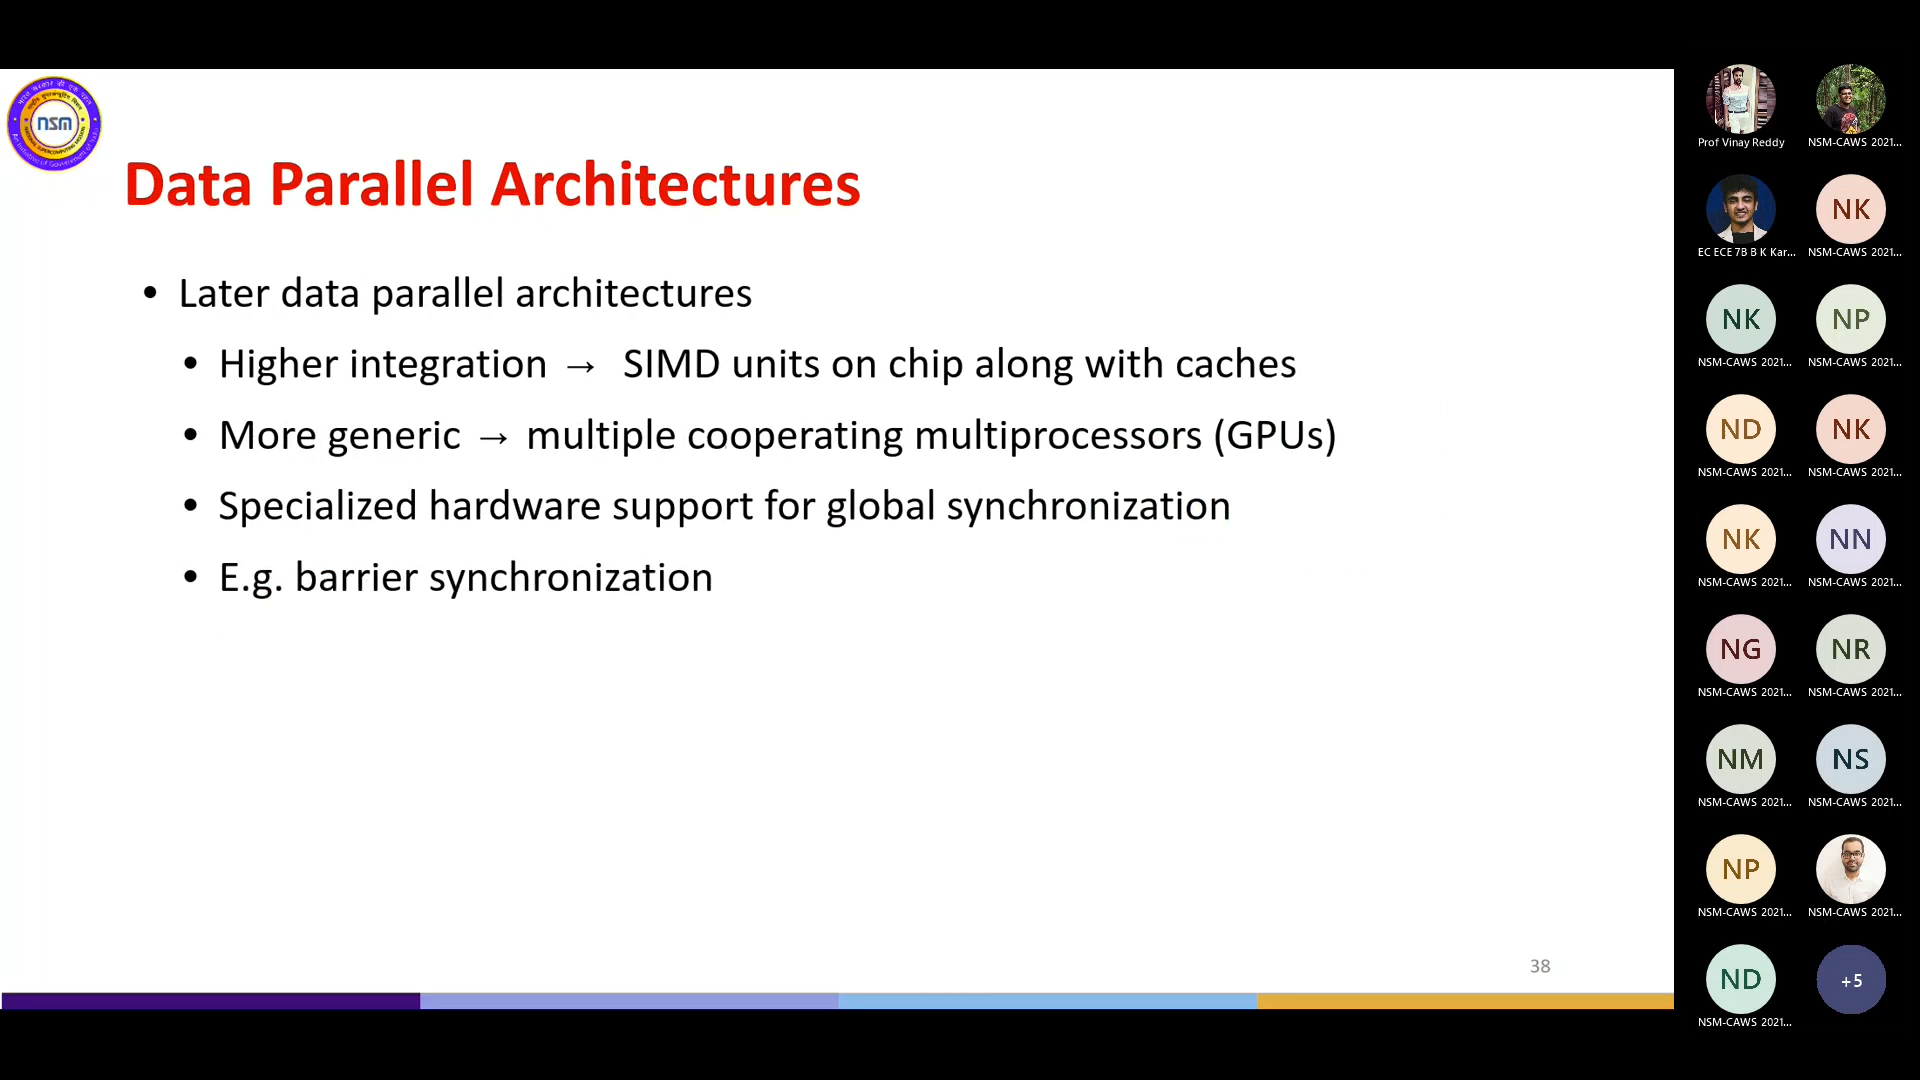 nsm
Data Parallel Architectures
• Later data parallel architectures
• Higher integration → SIMD units on chip along with caches
• More generic → multiple cooperating multiprocessors (GPUs)
• Specialized hardware support for global synchronization
• E.g. barrier synchronization
38
Prof Vinay Reddy
NSM-CAWS 2021...
EC ECE 7B B K Kar...
NK
NSM-CAWS 2021...
NK
NSM-CAWS 2021...
NP
NSM-CAWS 2021...
ND
NSM-CAWS 2021...
NK
NSM-CAWS 2021...
NK
NSM-CAWS 2021...
NN
NSM-CAWS 2021...
NG
NSM-CAWS 2021...
NR
NSM-CAWS 2021...
NM
NSM-CAWS 2021...
NS
NSM-CAWS 2021...
NP
NSM-CAWS 2021...
NSM-CAWS 2021...
ND
NSM-CAWS 2021...
+5